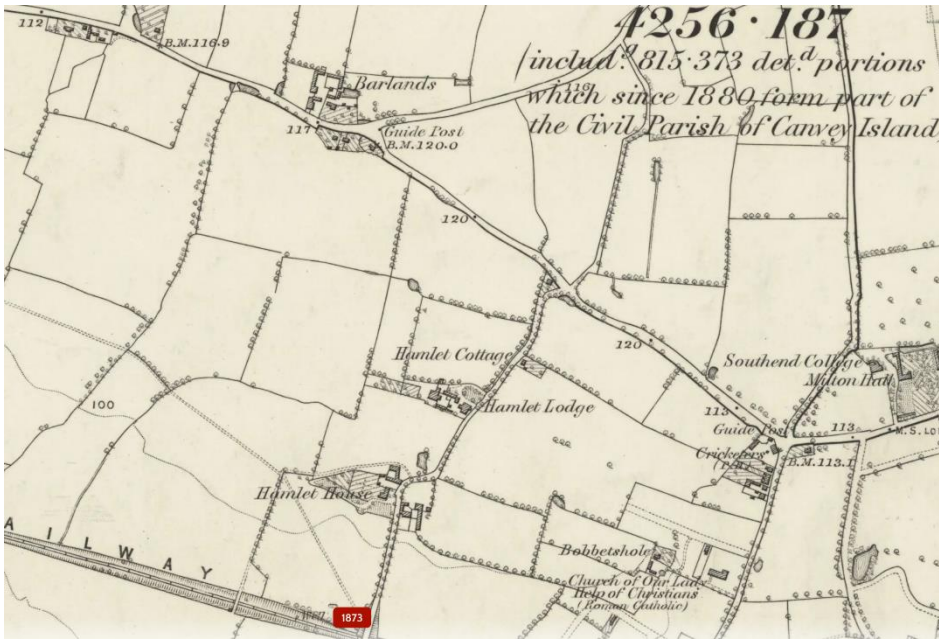 4256·187
includ.g 815·373 det.d portions
which since 1880 form part of
the Civil Parish of Canvey Island
112
B.M.116.9
Barlands
118
117
Guide Post
B.M.120.0
120
120
Hamlet Cottage
Southend College
Milton Hall
100
Hamlet Lodge
113
Guide Post
113
M.S. LO
Cricketers
(P.H.)
B.M.113.1
Hamlet House
AILWAY
Bobbetshole
Church of Our Lady
Help of Christians
(Roman Catholic)
Well
1873